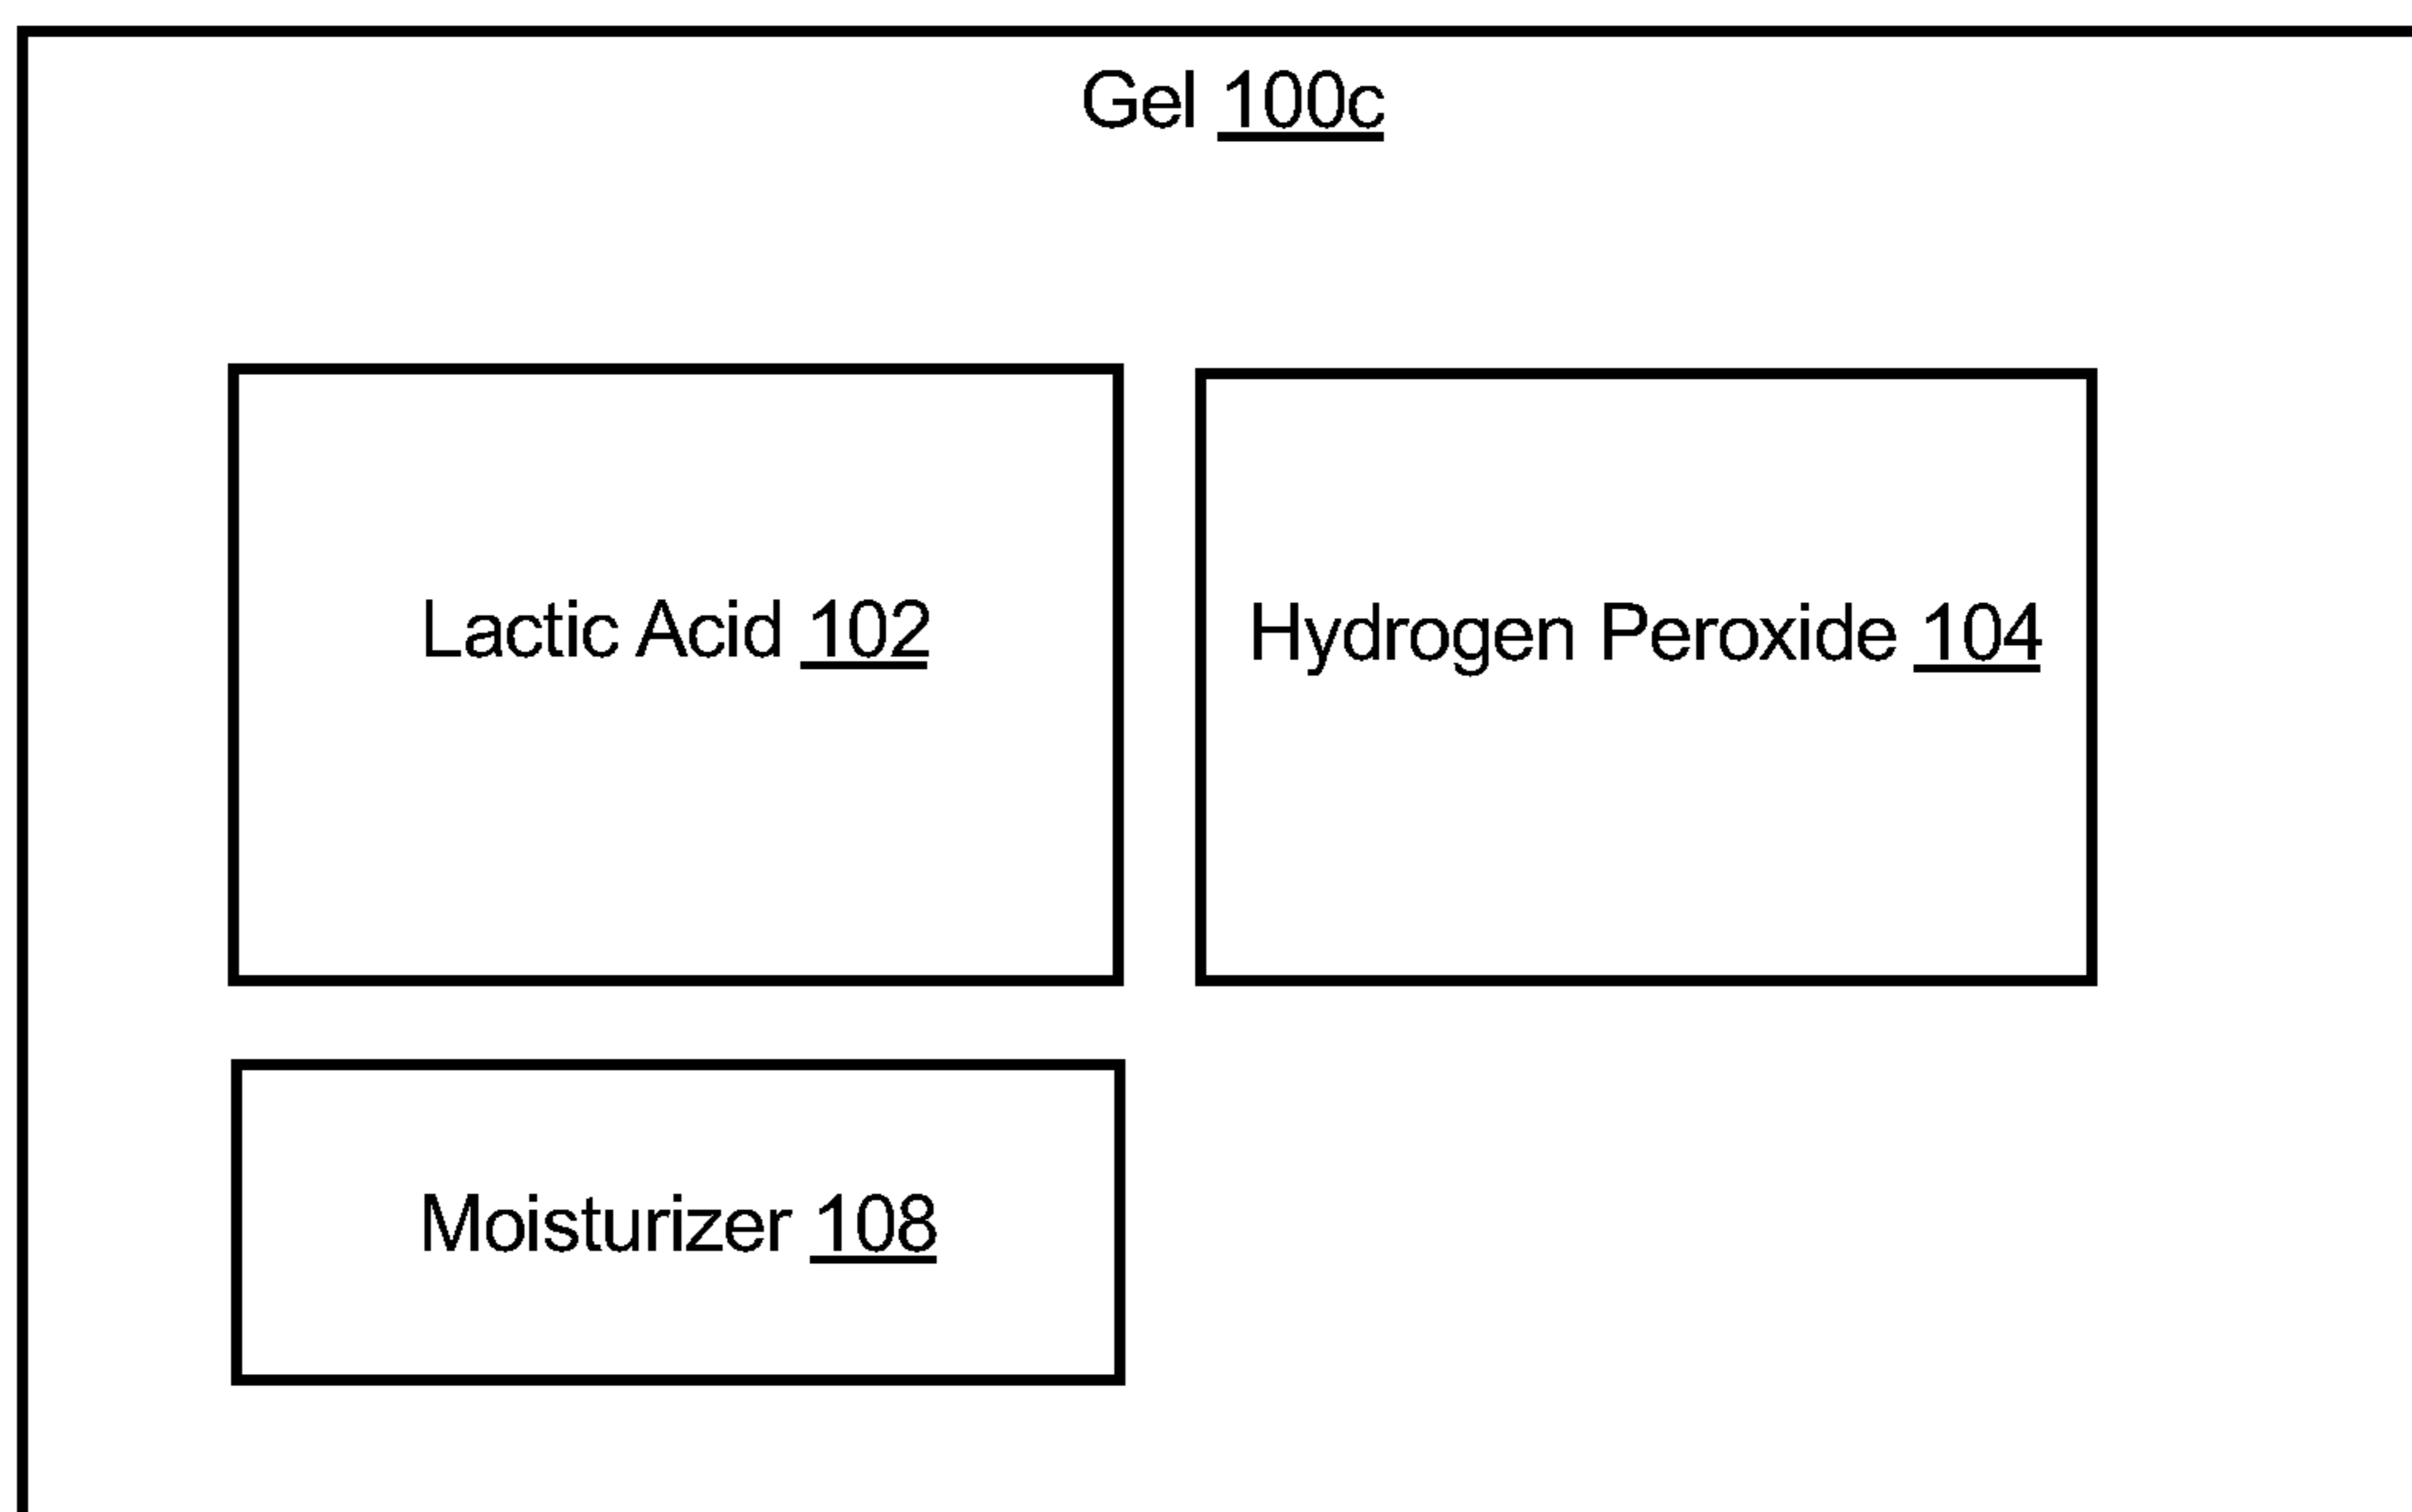 Gel 100c
Lactic Acid 102
Hydrogen Peroxide 104
Moisturizer 108